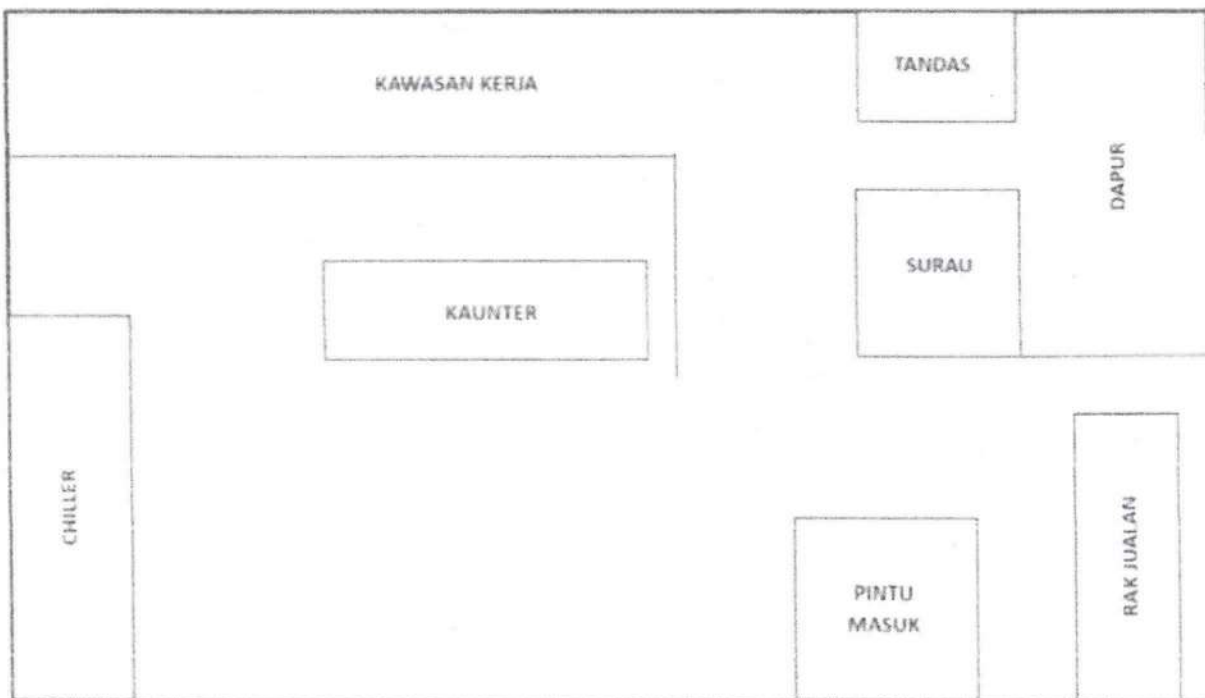 KAWASAN KERJA
TANDAS
DAPUR
SURAU
KAUNTER
CHILLER
PINTU
MASUK
RAK JUALAN